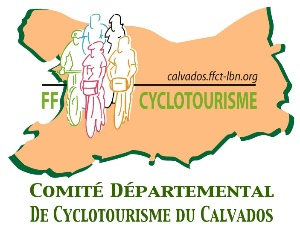 calvados.ffct-lbn.org
FF CYCLOTOURISME
COMITÉ DÉPARTEMENTAL
DE CYCLOTOURISME DU CALVADOS